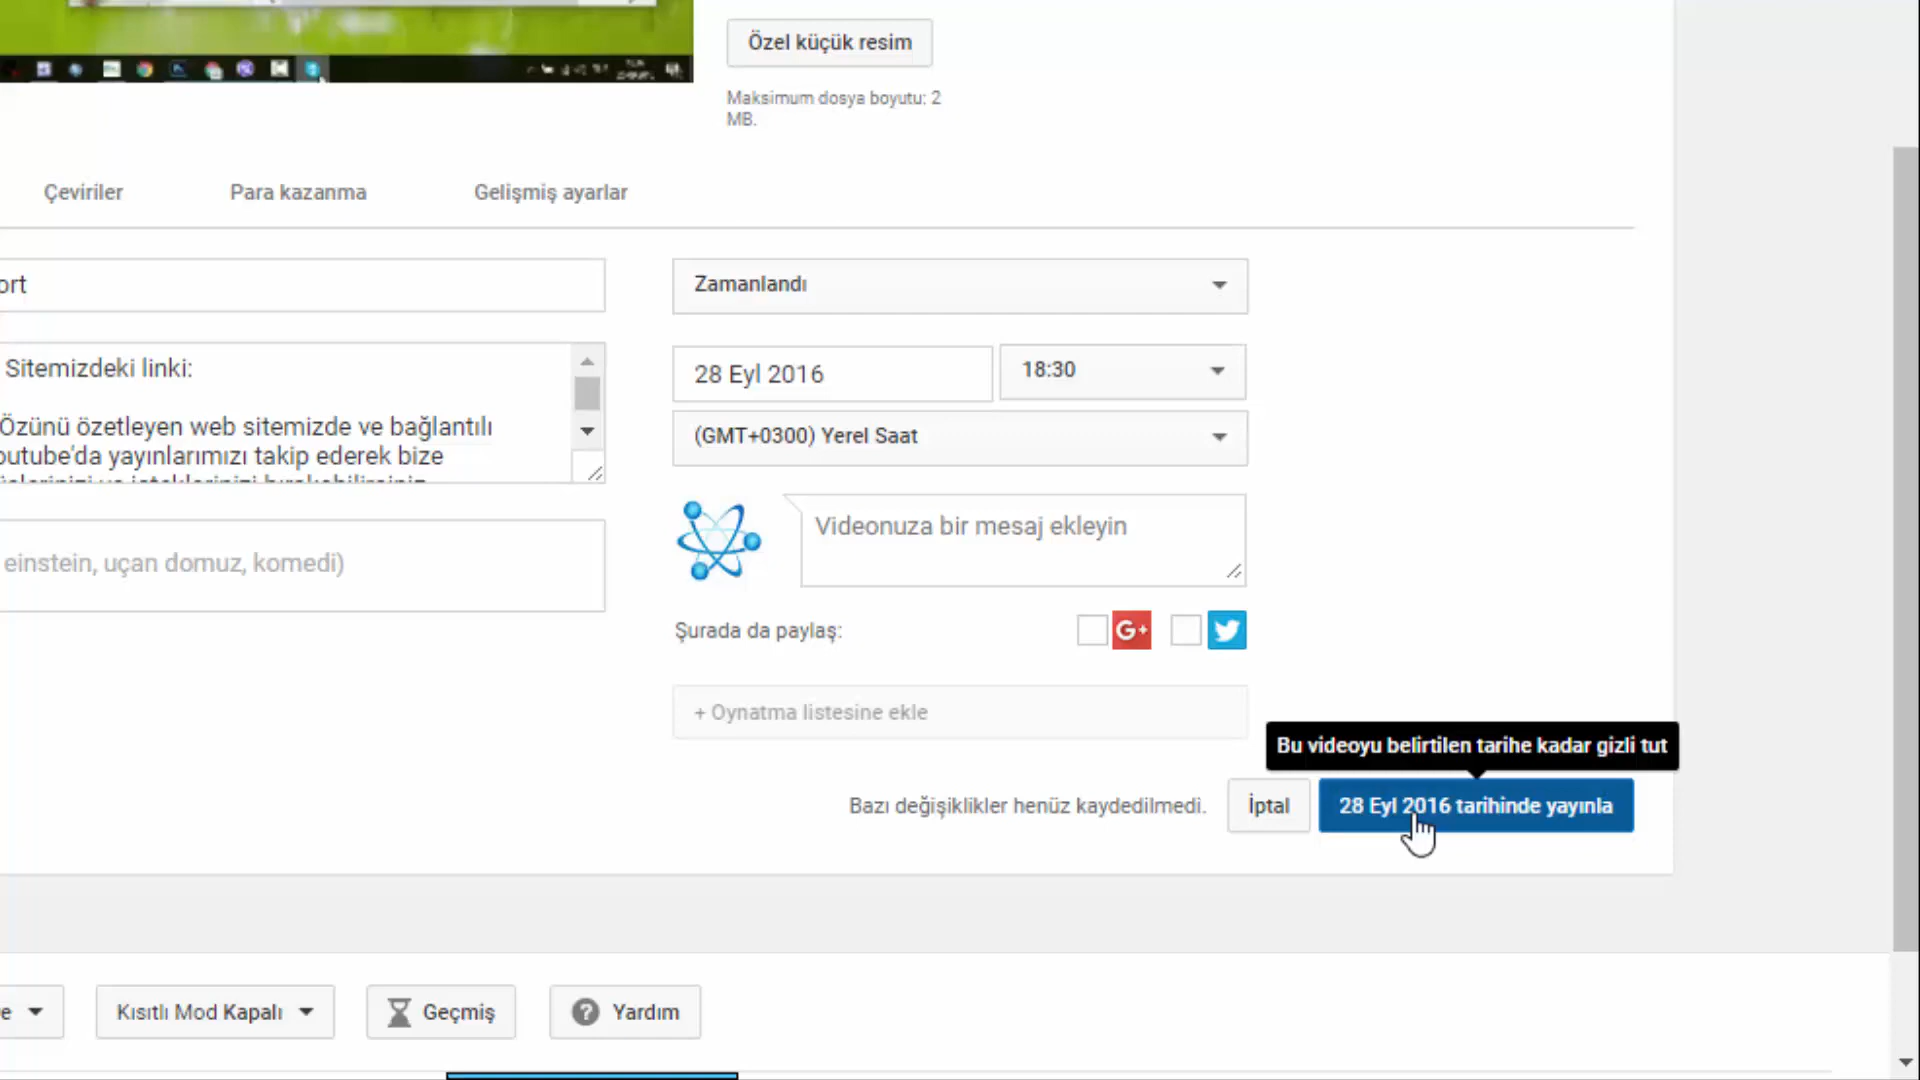 Özel küçük resim
Maksimum dosya boyutu: 2
MB.
Çeviriler
Para kazanma
Gelişmiş ayarlar
ort
Zamanlandı
Sitemizdeki linki:
Özünü özetleyen web sitemizde ve bağlantılı
outube'da yayınlarımızı takip ederek bize
28 Eyl 2016
18:30
(GMT+0300) Yerel Saat
Videonuza bir mesaj ekleyin
einstein, uçan domuz, komedi)
Şurada da paylaş:
G+
+ Oynatma listesine ekle
Bu videoyu belirtilen tarihe kadar gizli tut
Bazı değişiklikler henüz kaydedilmedi.
İptal
28 Eyl 2016 tarihinde yayınla
e
Kısıtlı Mod Kapalı
Geçmiş
? Yardım